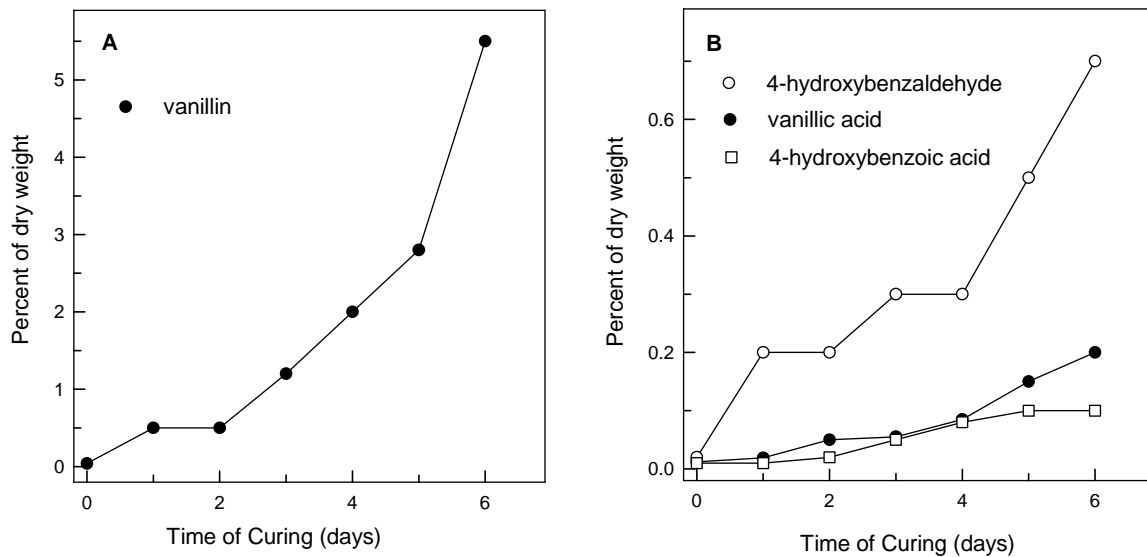 A
vanillin
Percent of dry weight
5
4
3
2
1
0
0 2 4 6
Time of Curing (days)
B
4-hydroxybenzaldehyde
vanillic acid
4-hydroxybenzoic acid
Percent of dry weight
0.6
0.4
0.2
0.0
0 2 4 6
Time of Curing (days)